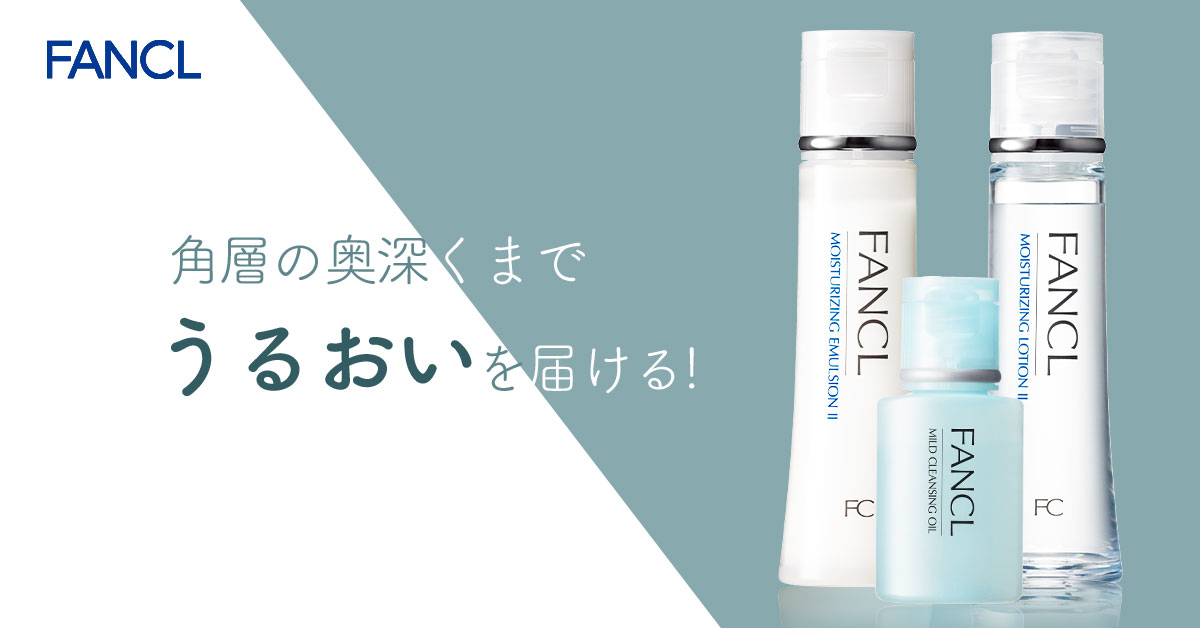 FANCL
角層の奥深くまで
うるおいを届ける!
FANCL
MOISTURIZING EMULSION II
FC
FANCL
MOISTURIZING LOTION II
FC
FANCL
MILD CLEANSING OIL